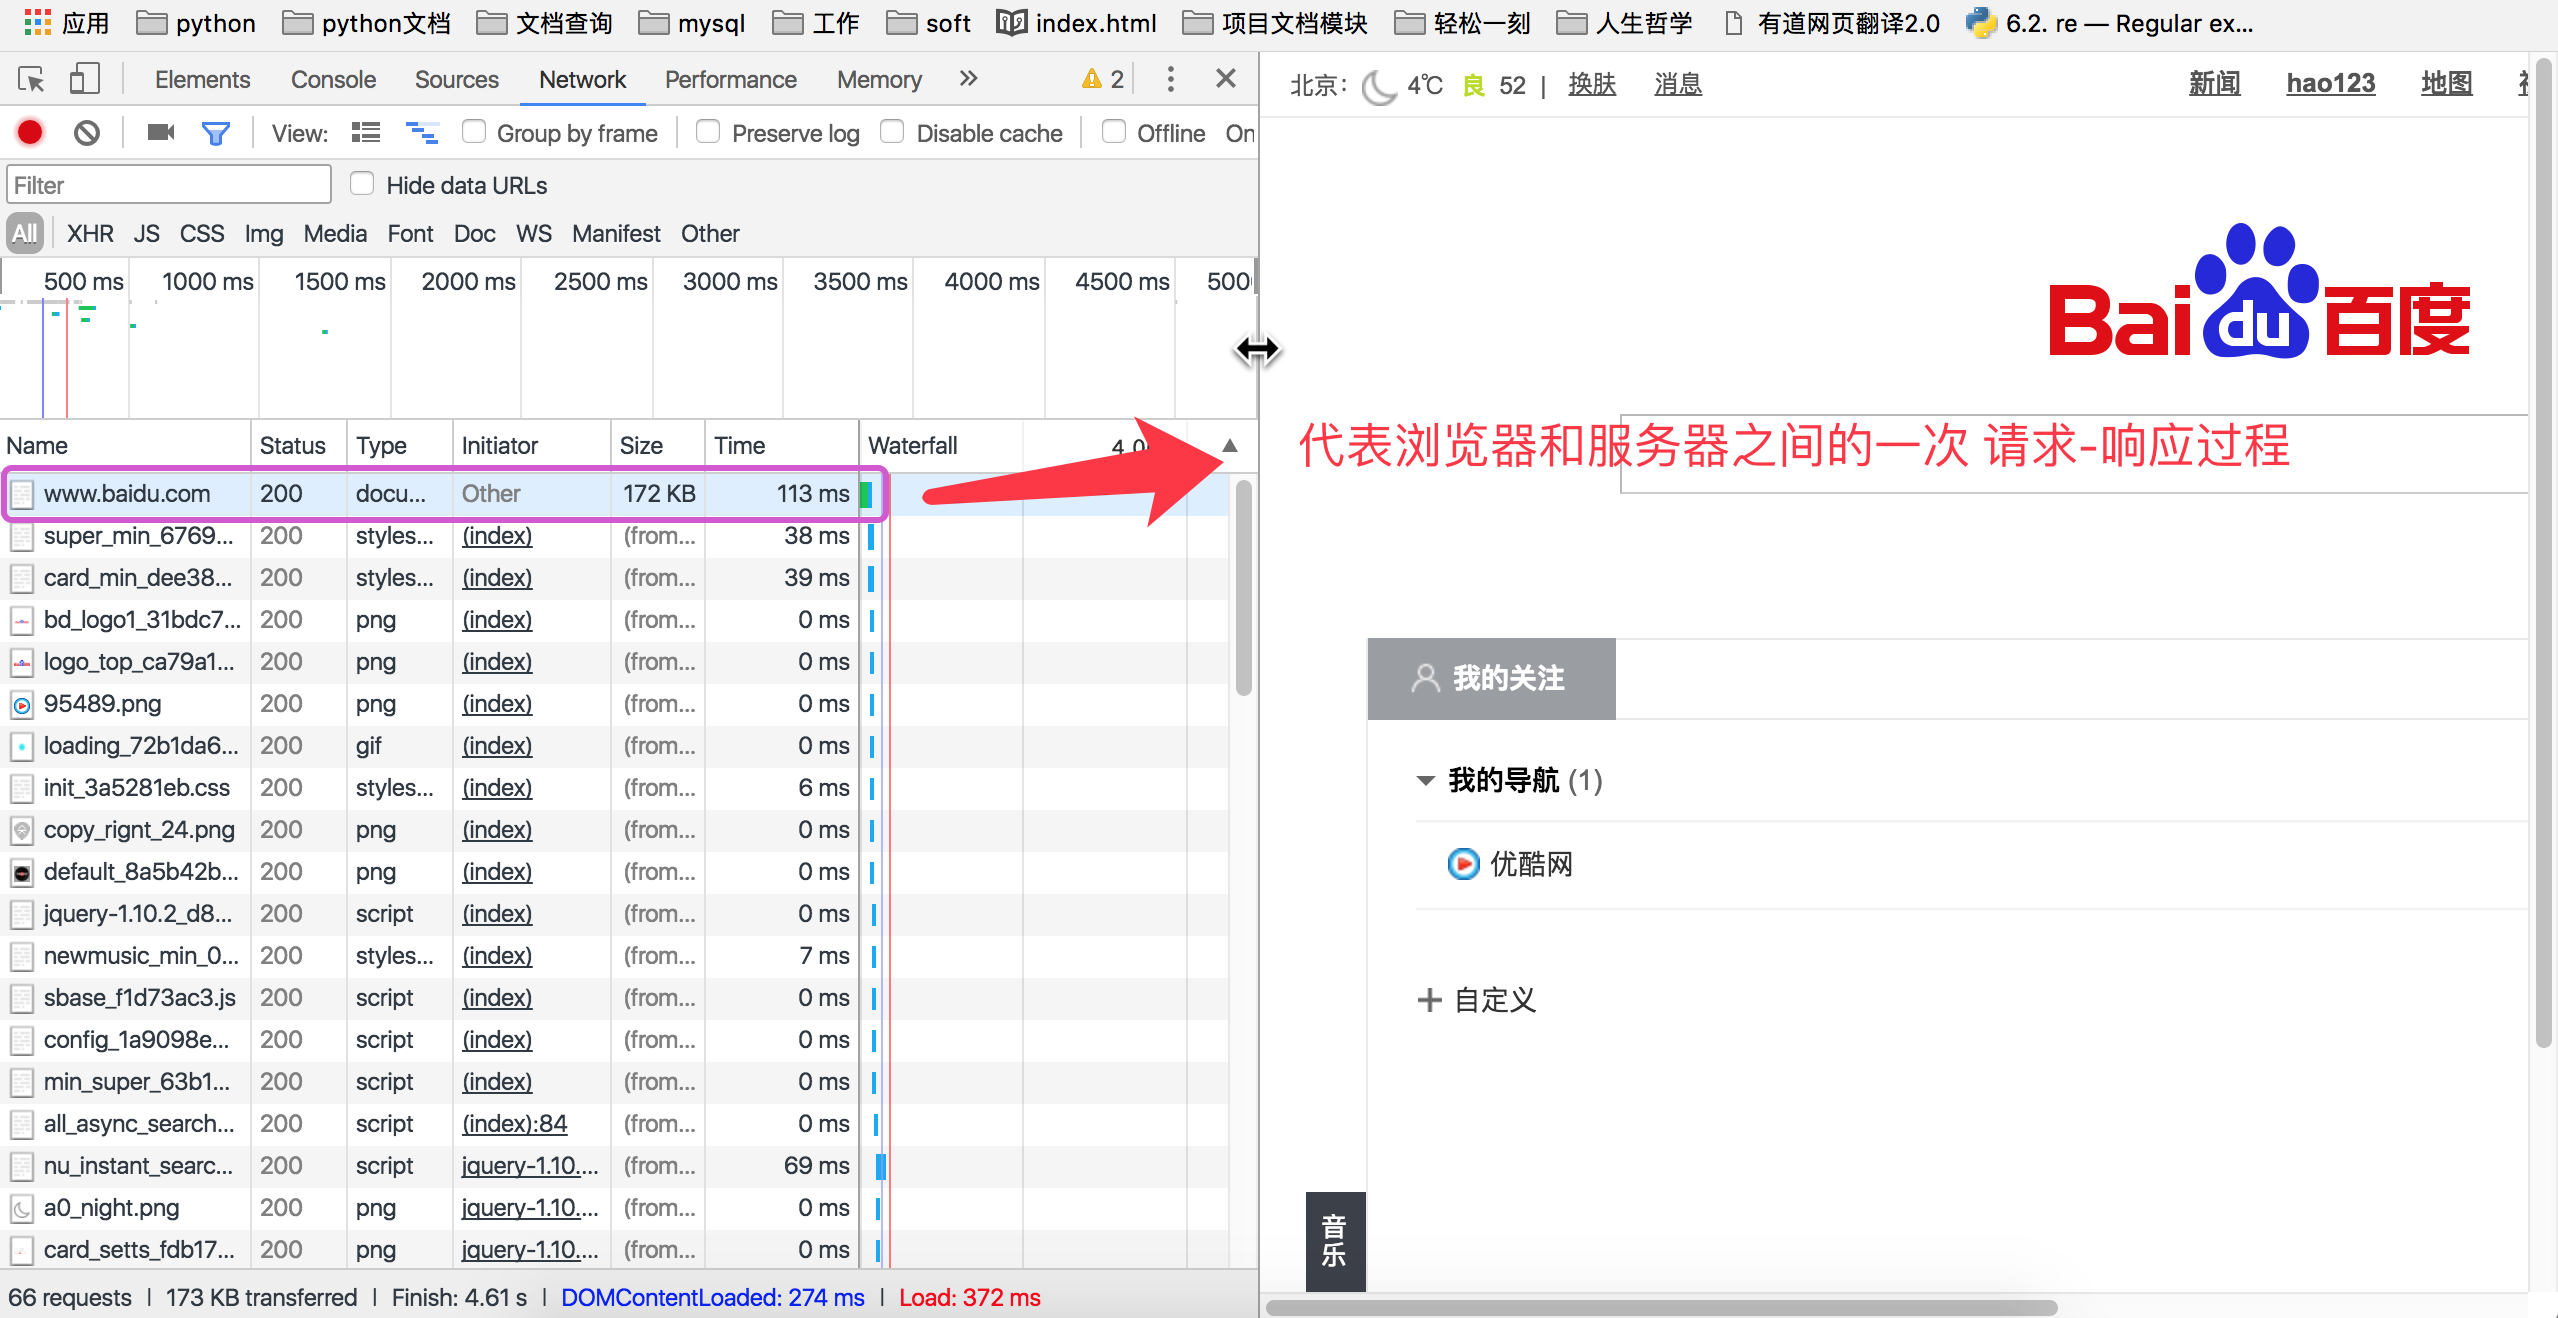 应用 python python文档 文档查询 mysql 工作 soft index.html 项目文档模块 轻松一刻 人生哲学 有道网页翻译2.0 6.2. re — Regular ex...
Elements Console Sources Network Performance Memory » 2
View: Group by frame Preserve log Disable cache Offline On
Filter Hide data URLs
All XHR JS CSS Img Media Font Doc WS Manifest Other
500 ms 1000 ms 1500 ms 2000 ms 2500 ms 3000 ms 3500 ms 4000 ms 4500 ms 500
Name Status Type Initiator Size Time Waterfall 4.0
www.baidu.com 200 docu... Other 172 KB 113 ms
super_min_6769... 200 styles... (index) (from... 38 ms
card_min_dee38... 200 styles... (index) (from... 39 ms
bd_logo1_31bdc7... 200 png (index) (from... 0 ms
logo_top_ca79a1... 200 png (index) (from... 0 ms
95489.png 200 png (index) (from... 0 ms
loading_72b1da6... 200 gif (index) (from... 0 ms
init_3a5281eb.css 200 styles... (index) (from... 6 ms
copy_rignt_24.png 200 png (index) (from... 0 ms
default_8a5b42b... 200 png (index) (from... 0 ms
jquery-1.10.2_d8... 200 script (index) (from... 0 ms
newmusic_min_0... 200 styles... (index) (from... 7 ms
sbase_f1d73ac3.js 200 script (index) (from... 0 ms
config_1a9098e... 200 script (index) (from... 0 ms
min_super_63b1... 200 script (index) (from... 0 ms
all_async_search... 200 script (index):84 (from... 0 ms
nu_instant_searc... 200 script jquery-1.10.... (from... 69 ms
a0_night.png 200 png jquery-1.10.... (from... 0 ms
card_setts_fdb17... 200 png jquery-1.10.... (from... 0 ms
66 requests | 173 KB transferred | Finish: 4.61 s | DOMContentLoaded: 274 ms | Load: 372 ms
北京: 4℃ 良 52 | 换肤 消息 新闻 hao123 地图
Baidu百度
代表浏览器和服务器之间的一次 请求-响应过程
我的关注
我的导航 (1)
优酷网
自定义
音乐